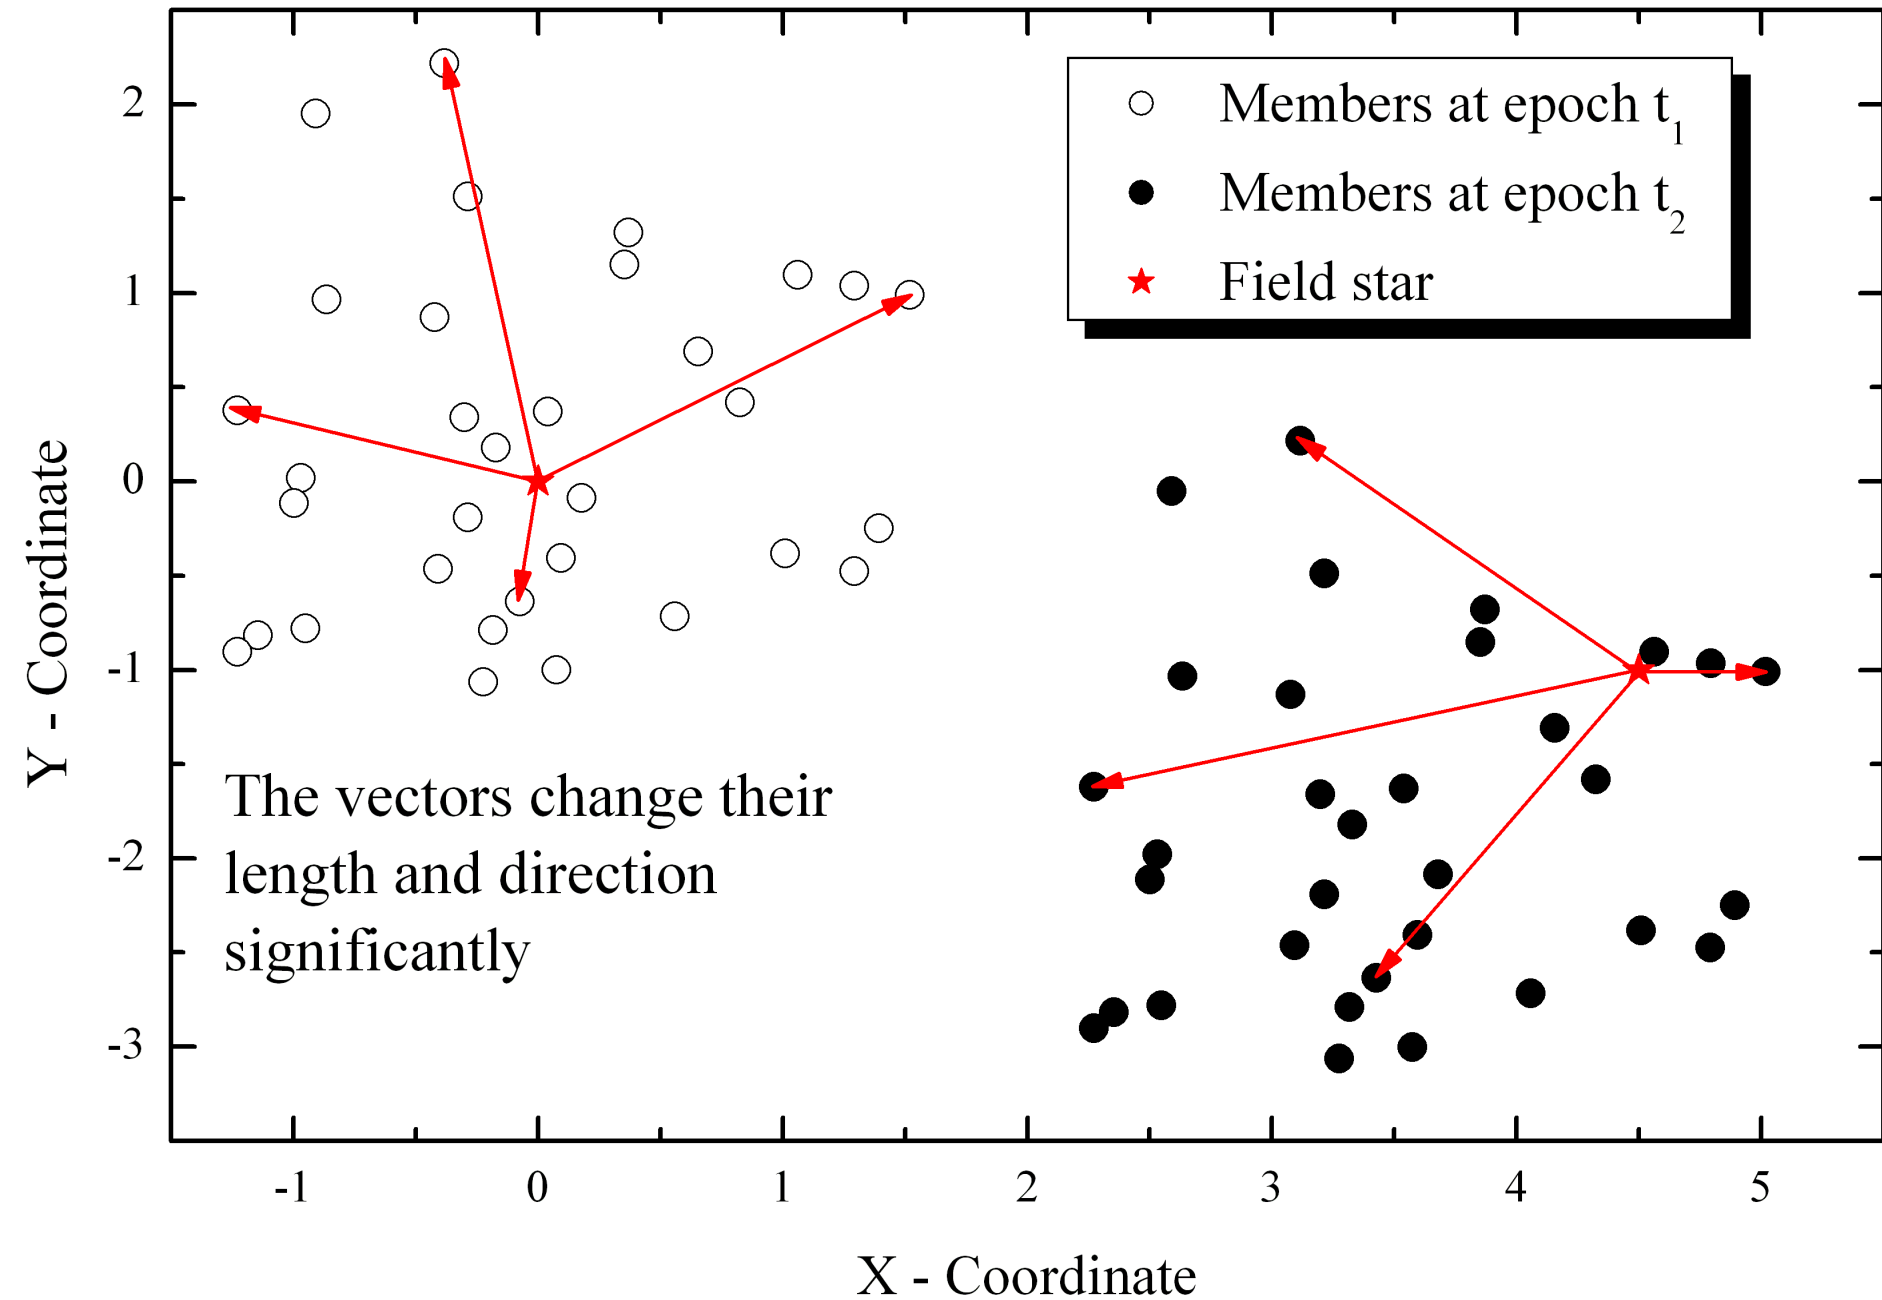 Members at epoch t1
Members at epoch t2
Field star
2
1
0
-1
-2
-3
Y - Coordinate
The vectors change their
length and direction
significantly
-1 0 1 2 3 4 5
X - Coordinate